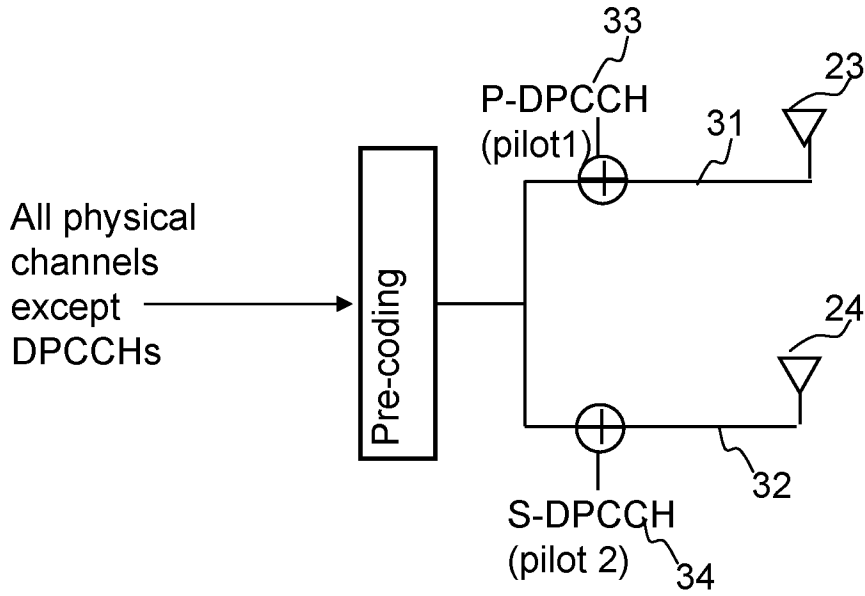 33
P-DPCCH
(pilot1)
31
23
All physical
channels
except
DPCCHs
Pre-coding
24
32
S-DPCCH
(pilot 2)
34